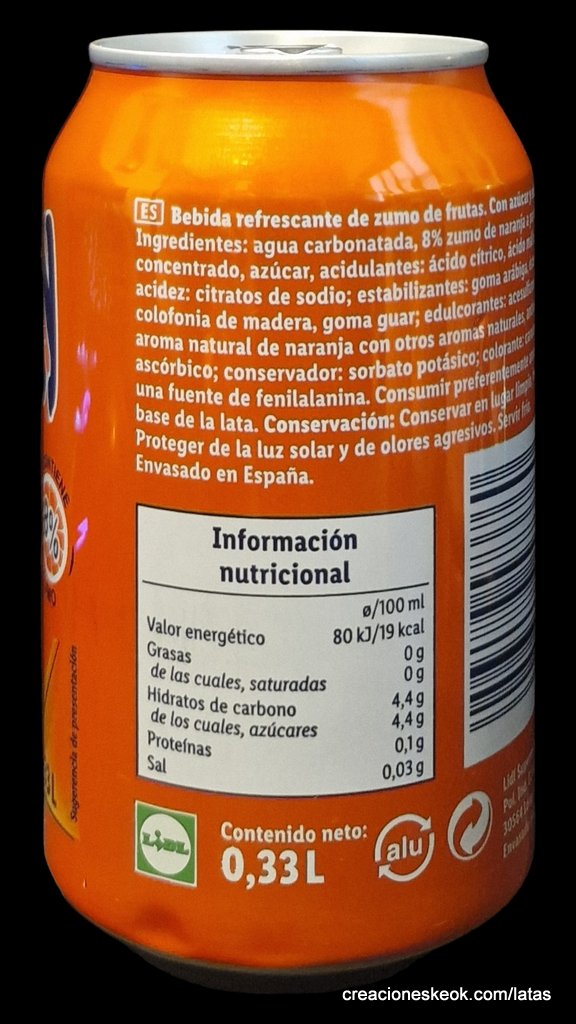 ES Bebida refrescante de zumo de frutas. Con azúcar y
Ingredientes: agua carbonatada, 8% zumo de naranja a
concentrado, azúcar, acidulantes: ácido cítrico, ácido
acidez: citratos de sodio; estabilizantes: goma arábiga,
colofonia de madera, goma guar; edulcorantes:
aroma natural de naranja con otros aromas naturales,
ascórbico; conservador: sorbato potásico; colorante:
una fuente de fenilalanina. Consumir preferentemente
base de la lata. Conservación: Conservar en lugar limpio,
Proteger de la luz solar y de olores agresivos. Servir frío.
Envasado en España.
Información
nutricional
ø/100 ml
Valor energético 80 kJ/19 kcal
Grasas 0 g
de las cuales, saturadas 0 g
Hidratos de carbono 4,4 g
de los cuales, azúcares 4,4 g
Proteínas 0,1 g
Sal 0,03 g
8%
Sugerencia de presentación
LIDL
Contenido neto:
0,33 L
alu
Lidl
creacioneskeok.com/latas